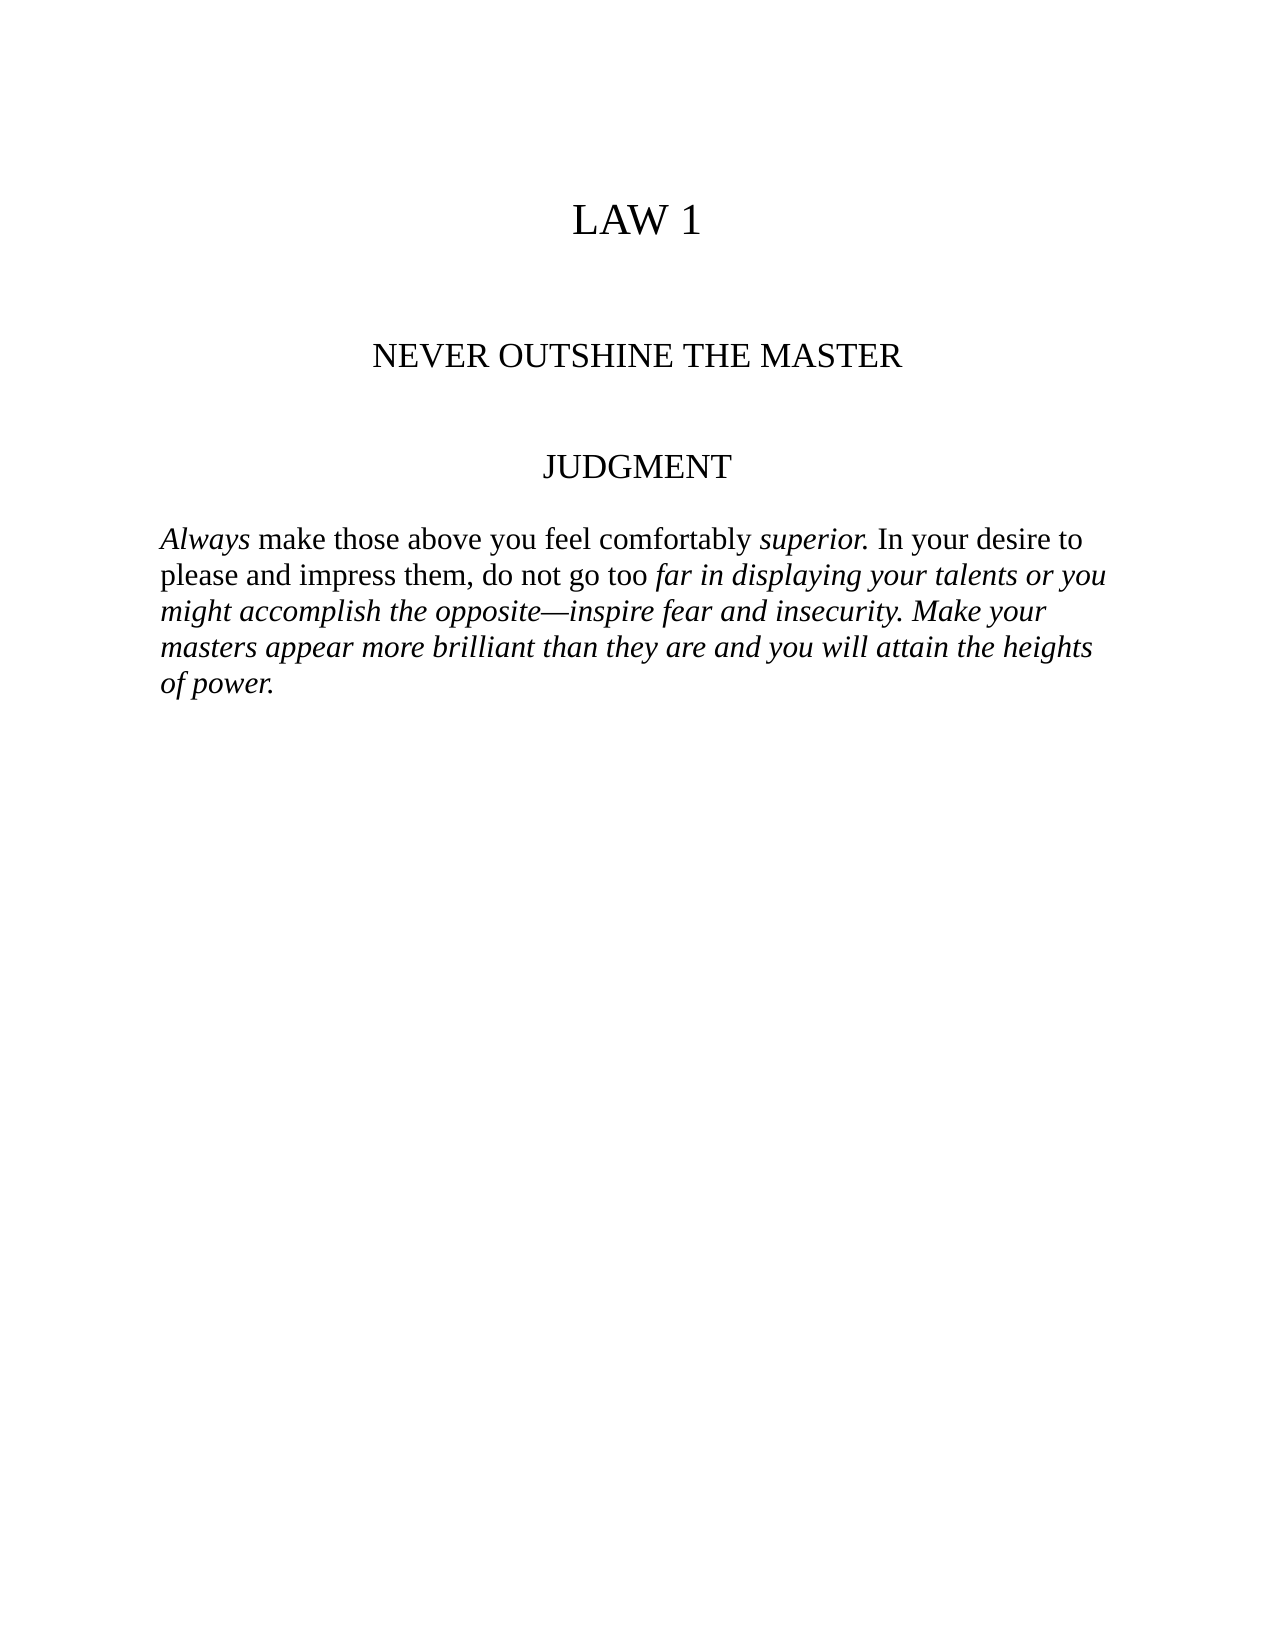 LAW 1
NEVER OUTSHINE THE MASTER
JUDGMENT
Always make those above you feel comfortably superior. In your desire to
please and impress them, do not go too far in displaying your talents or you
might accomplish the opposite—inspire fear and insecurity. Make your
masters appear more brilliant than they are and you will attain the heights
of power.